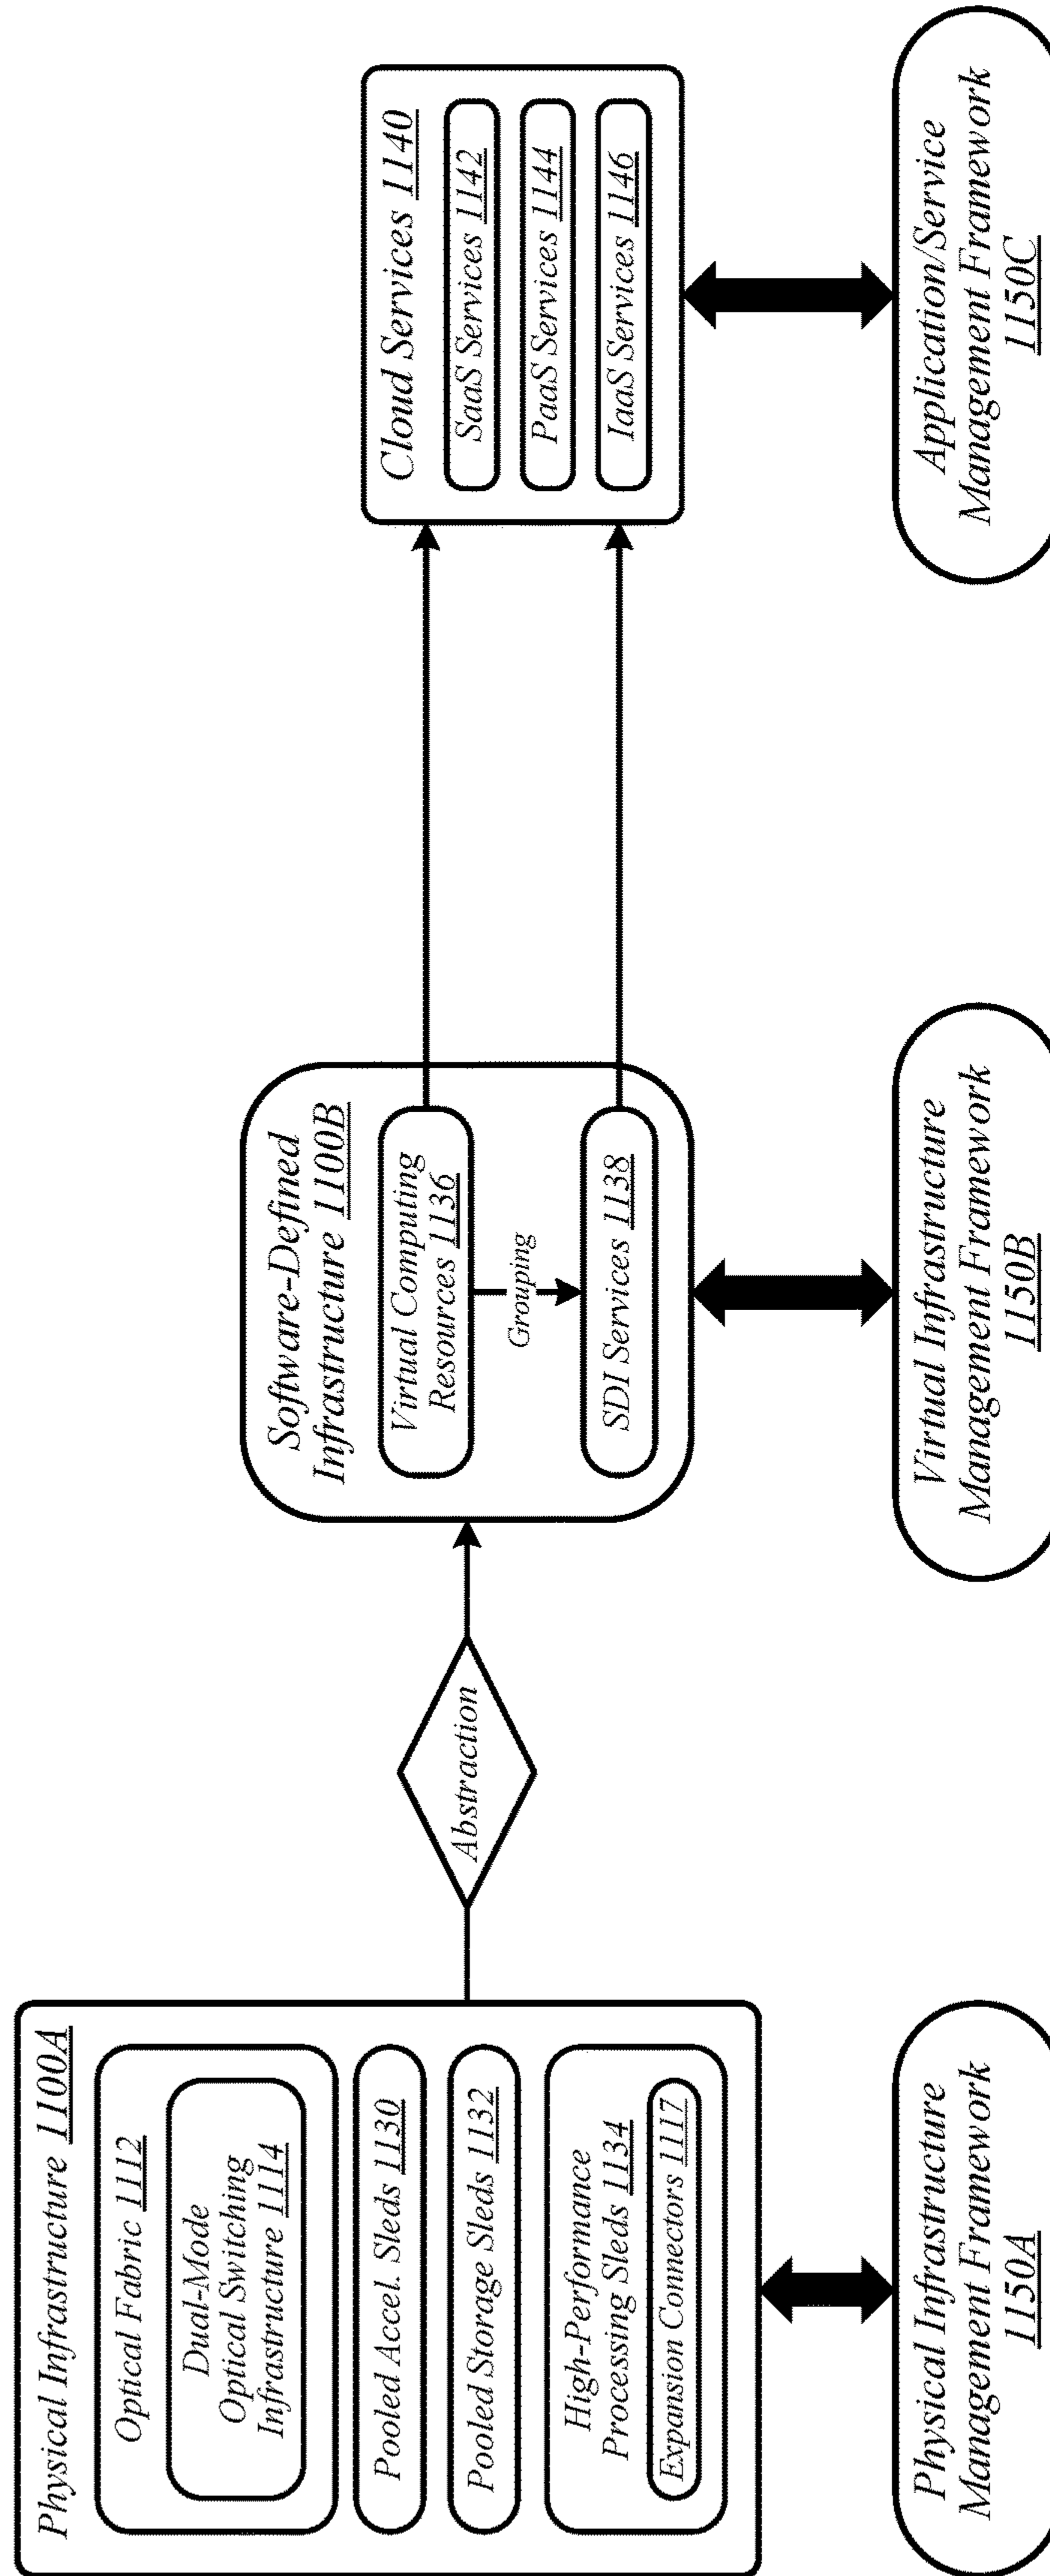 Physical Infrastructure 1100A
Optical Fabric 1112
Dual-Mode
Optical Switching
Infrastructure 1114
Pooled Accel. Sleds 1130
Pooled Storage Sleds 1132
High-Performance
Processing Sleds 1134
Expansion Connectors 1117
Physical Infrastructure
Management Framework
1150A
Abstraction
Software-Defined
Infrastructure 1100B
Virtual Computing
Resources 1136
Grouping
SDI Services 1138
Virtual Infrastructure
Management Framework
1150B
Cloud Services 1140
SaaS Services 1142
PaaS Services 1144
IaaS Services 1146
Application/Service
Management Framework
1150C